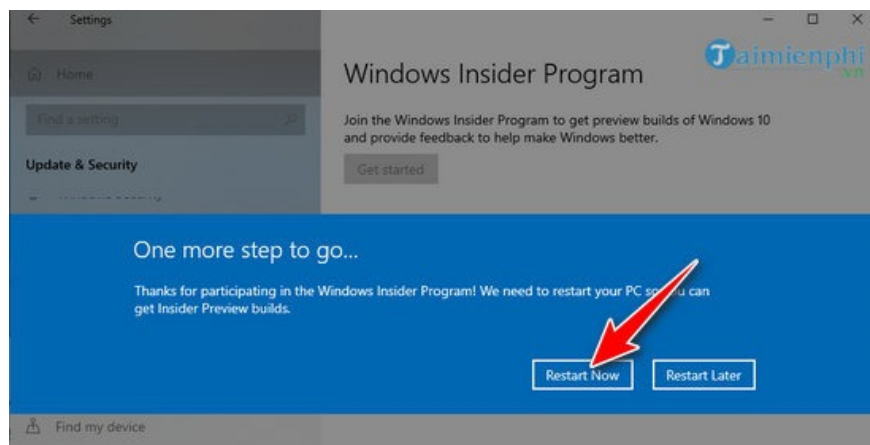 Settings
Home
Find a setting
Update & Security
Windows Insider Program
Taimienphi
.vn
Join the Windows Insider Program to get preview builds of Windows 10
and provide feedback to help make Windows better.
Get started
One more step to go...
Thanks for participating in the Windows Insider Program! We need to restart your PC so you can
get Insider Preview builds.
Restart Now
Restart Later
Find my device